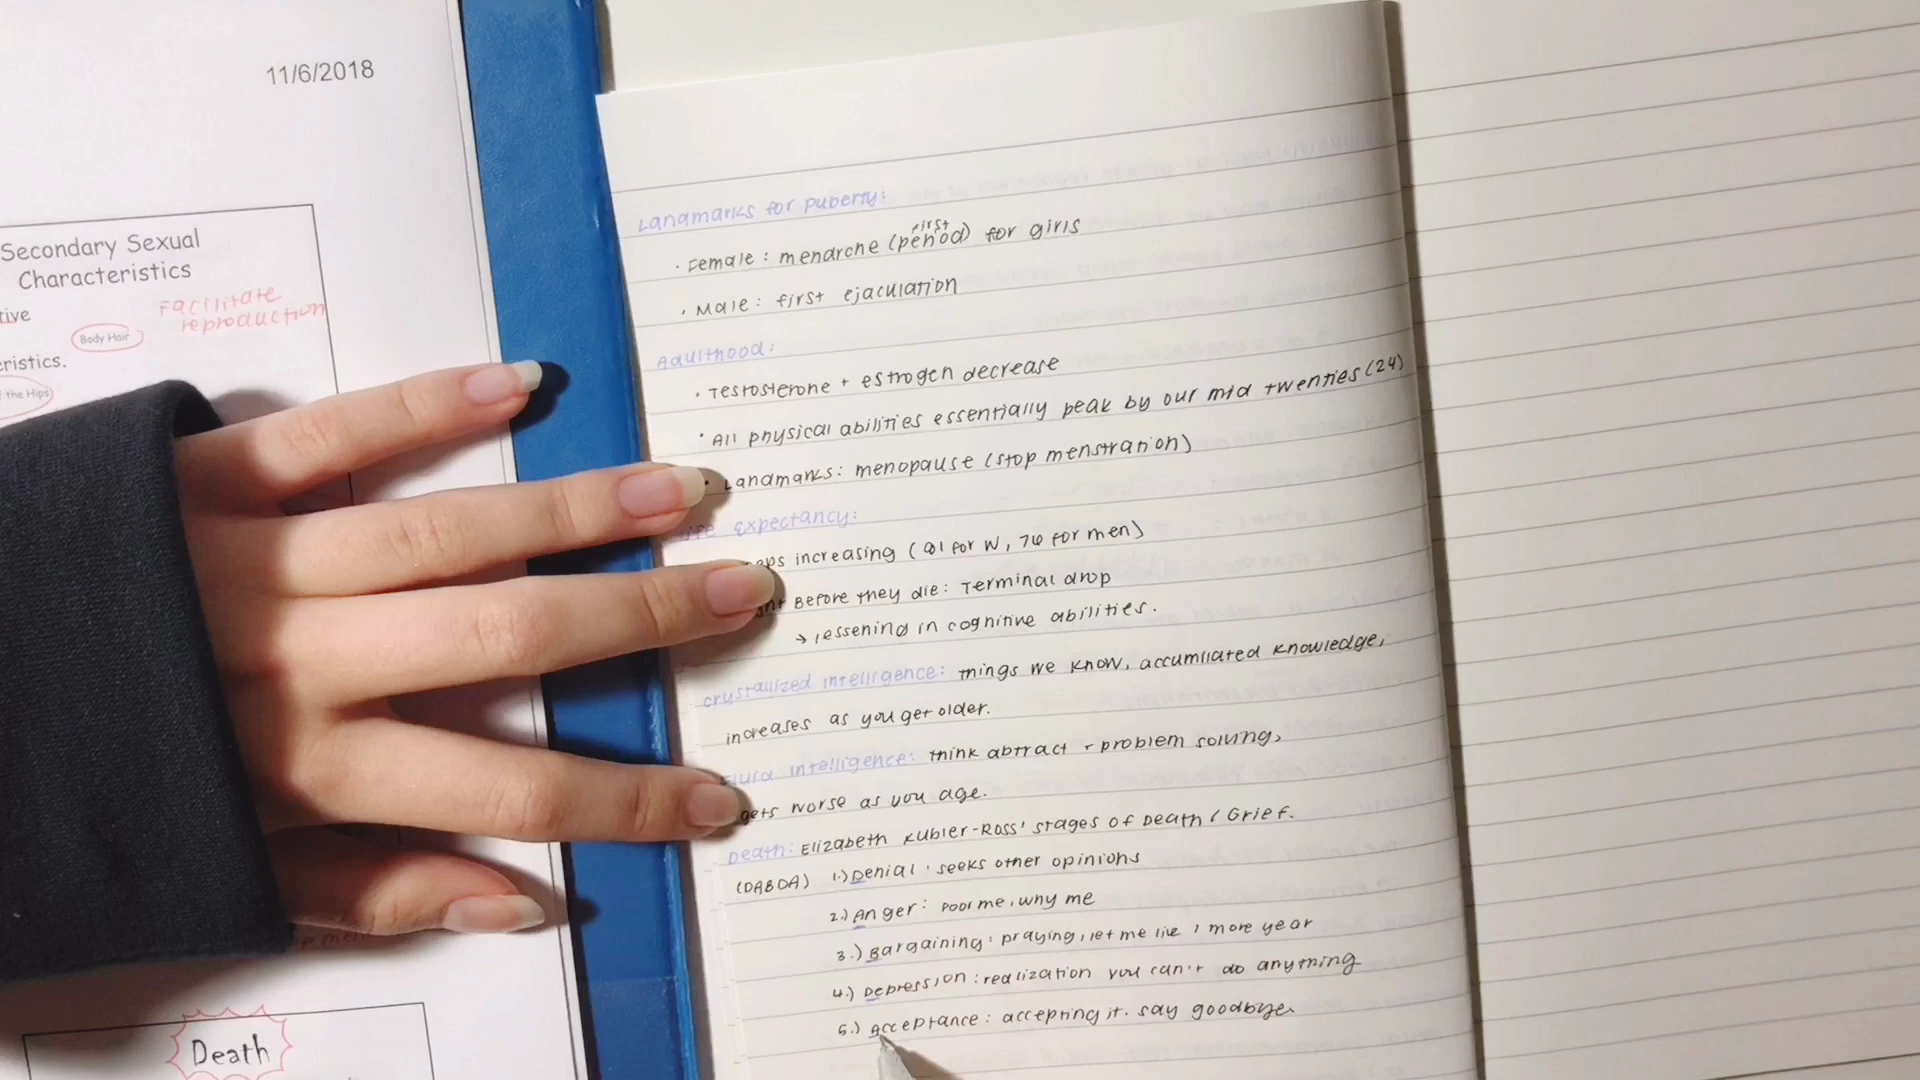 11/6/2018
Secondary Sexual
Characteristics
tive
Facilitate
reproduction
Body Hair
eristics.
the Hips
Death
Landmarks for puberty:
first
• Female: menarche (period) for girls
• Male: first ejaculation
Adulthood:
• Testosterone + estrogen decrease
• All physical abilities essentially peak by our mid twenties (24)
• Landmarks: menopause (stop menstration)
Expectancy:
increasing ( 81 for W, 76 for men)
Before they die: Terminal drop
→ lessening in cognitive abilities.
crystallized intelligence: things we know, accumliated knowledge,
increases as you get older.
Fluid intelligence: think abtract + problem solving,
gets worse as you age.
Death: Elizabeth Kubler-Ross' stages of Death / Grief.
(DABDA) 1.) Denial · seeks other opinions
2.) Anger: Poor me, why me
3.) Bargaining: praying, let me live 1 more year
4.) Depression: realization you can't do anything
5.) Acceptance: accepting it. say goodbye.